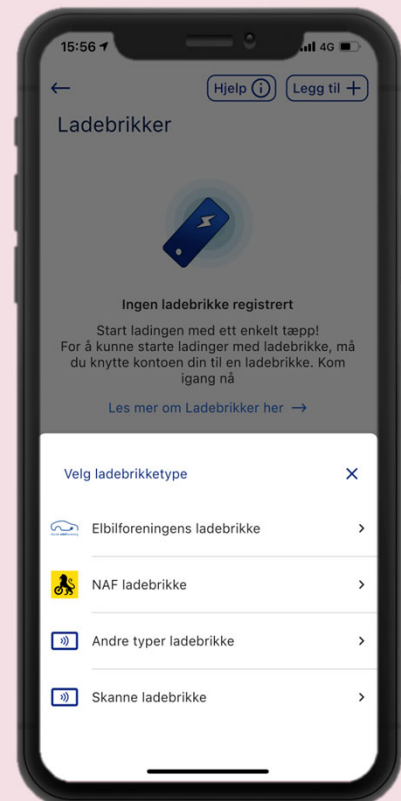 15:56
4G
Hjelp
Legg til +
Ladebrikker
Ingen ladebrikke registrert
Start ladingen med ett enkelt tæpp!
For å kunne starte ladinger med ladebrikke, må
du knytte kontoen din til en ladebrikke. Kom
igang nå
Les mer om Ladebrikker her →
Velg ladebrikketype
Elbilforeningens ladebrikke
NAF ladebrikke
Andre typer ladebrikke
Skanne ladebrikke